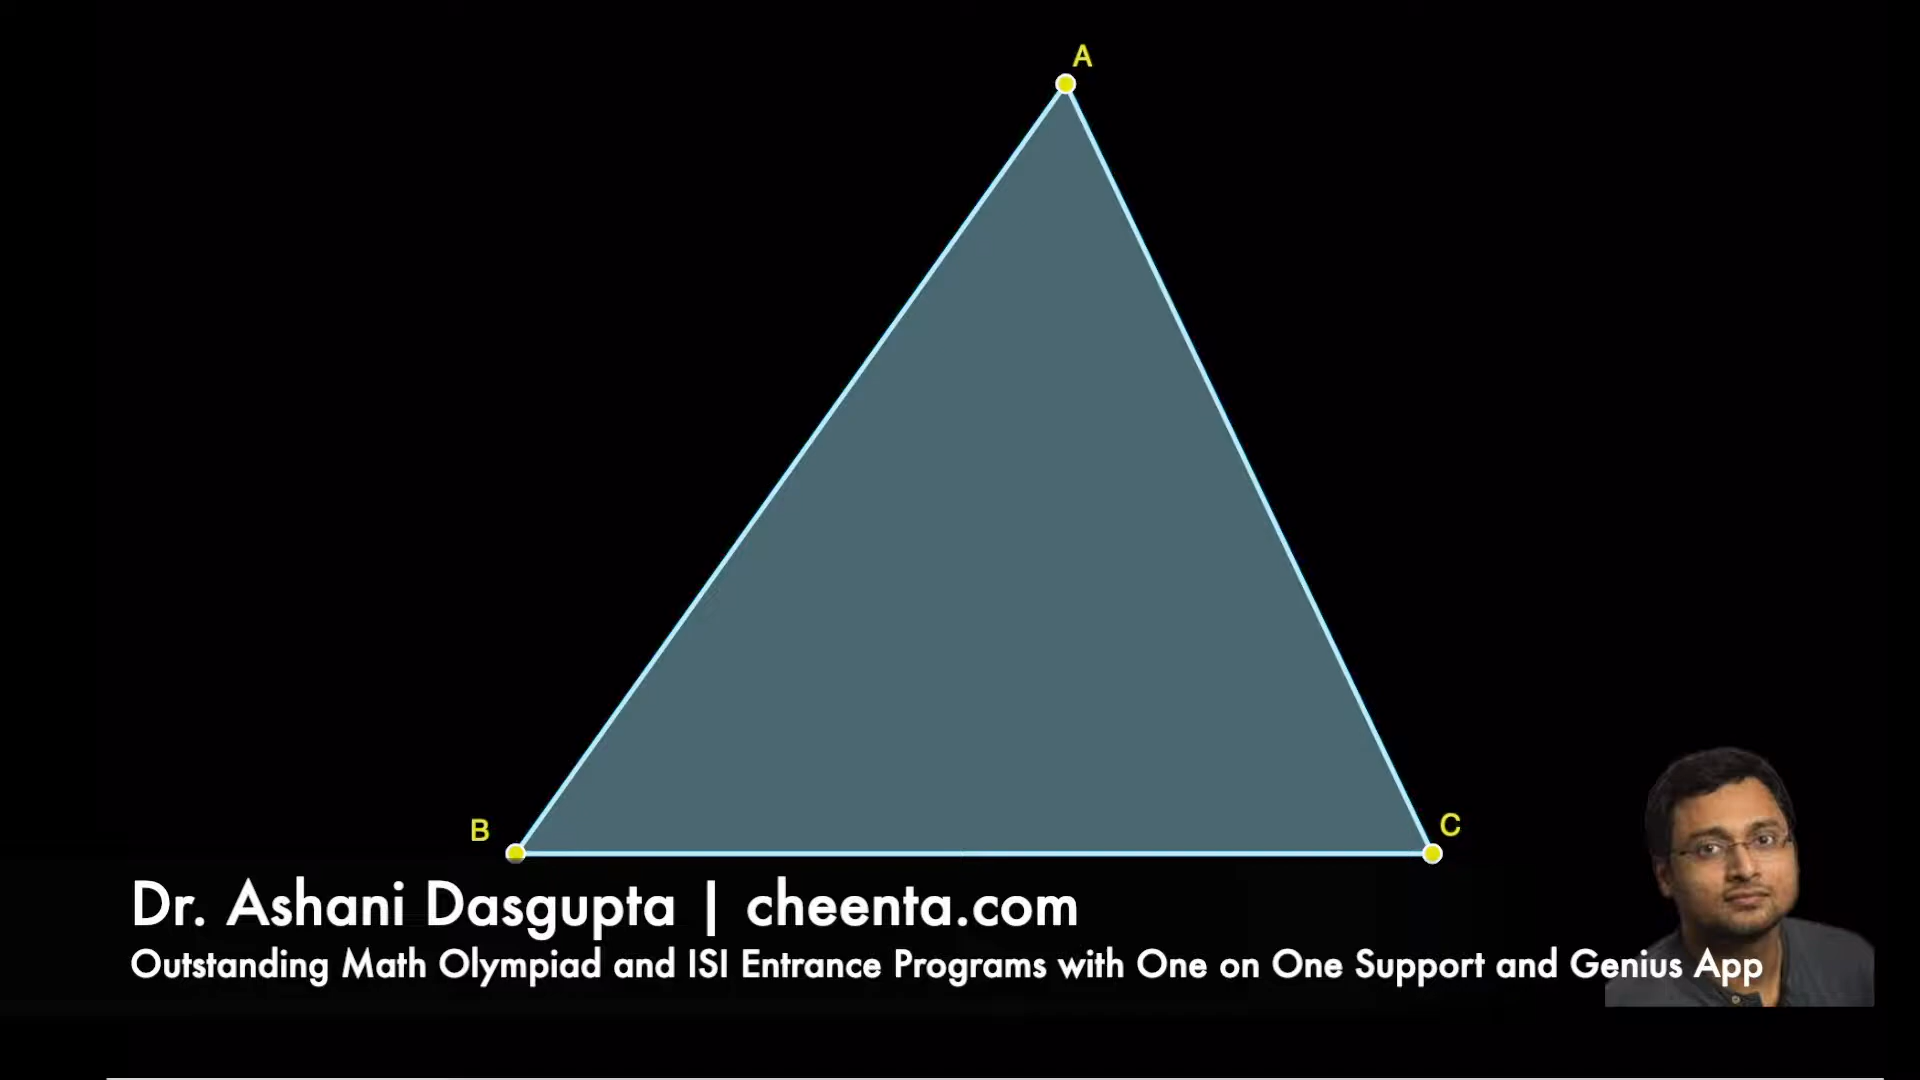 A
B
C
Dr. Ashani Dasgupta | cheenta.com
Outstanding Math Olympiad and ISI Entrance Programs with One on One Support and Genius App